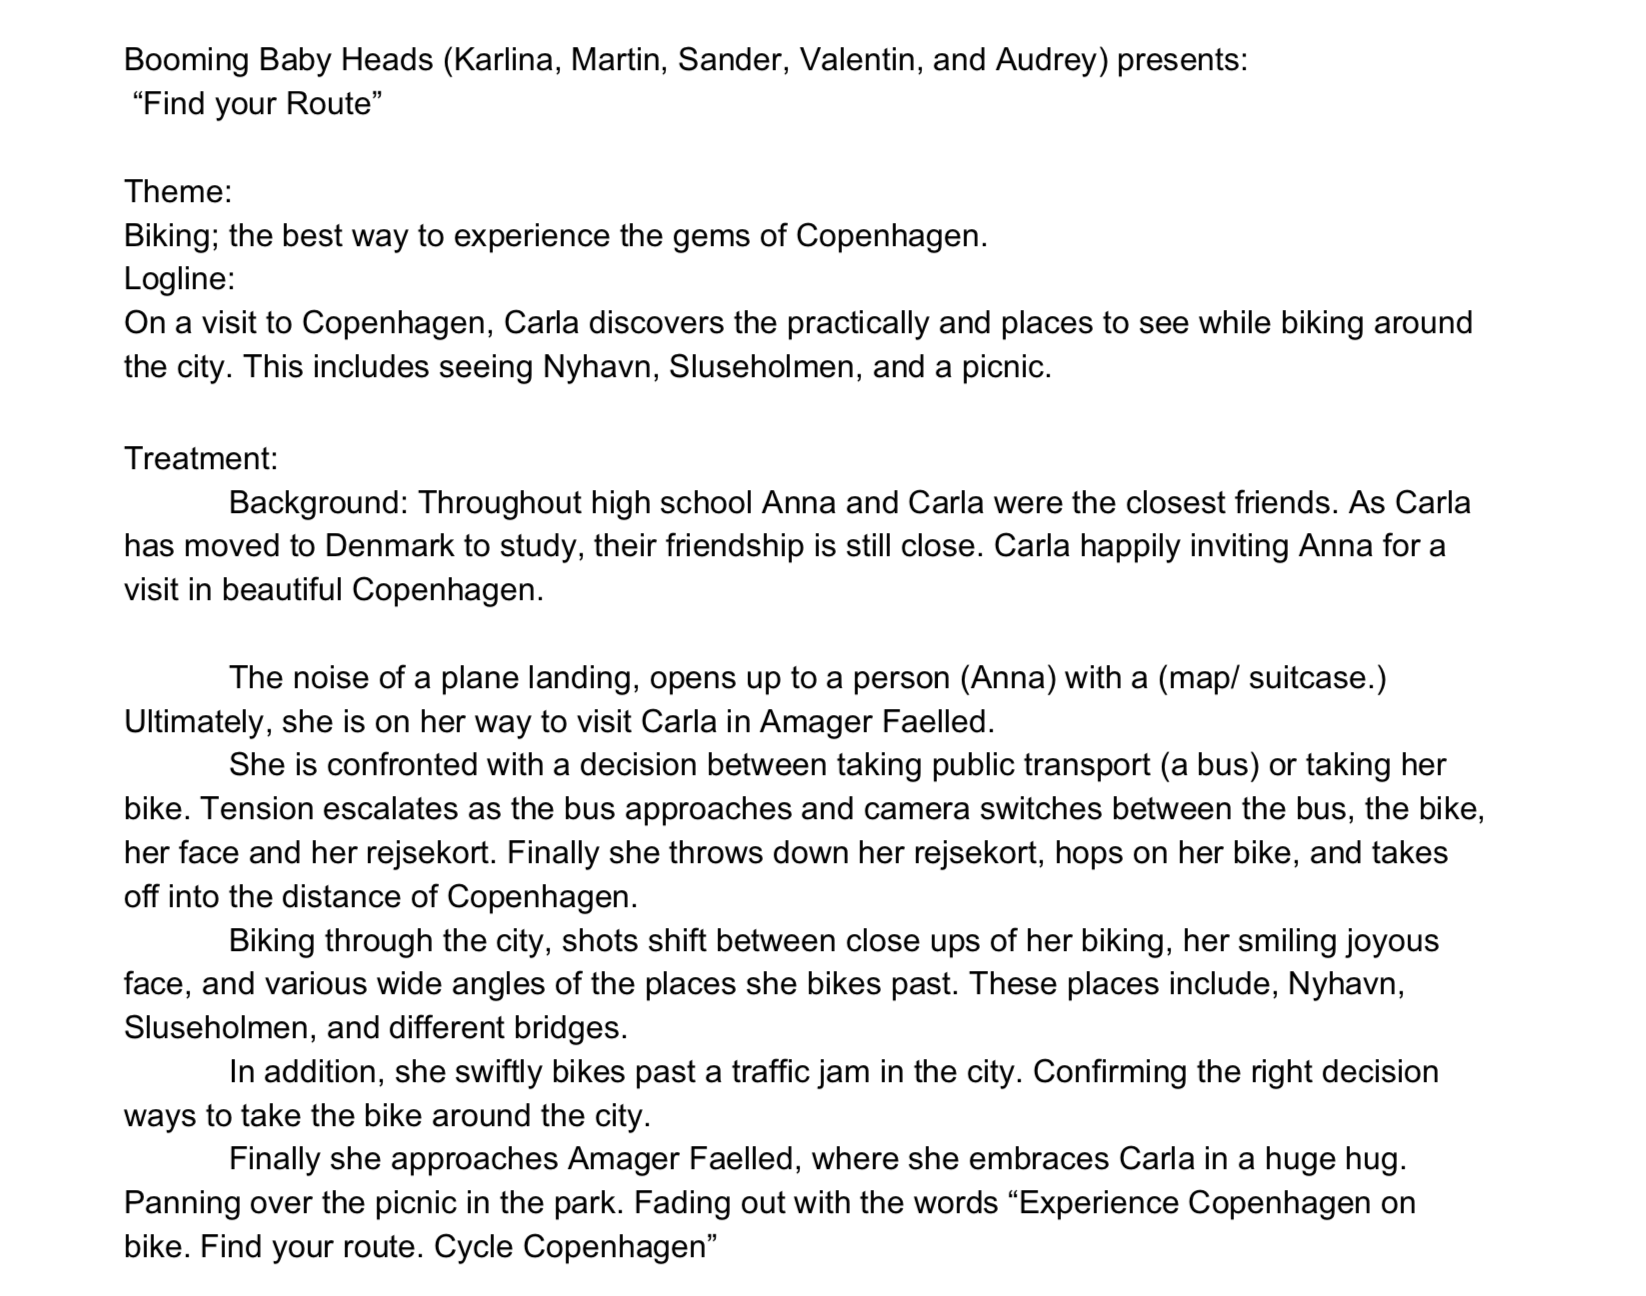 Booming Baby Heads (Karlina, Martin, Sander, Valentin, and Audrey) presents:
“Find your Route”
Theme:
Biking; the best way to experience the gems of Copenhagen.
Logline:
On a visit to Copenhagen, Carla discovers the practically and places to see while biking around
the city. This includes seeing Nyhavn, Sluseholmen, and a picnic.
Treatment:
Background: Throughout high school Anna and Carla were the closest friends. As Carla
has moved to Denmark to study, their friendship is still close. Carla happily inviting Anna for a
visit in beautiful Copenhagen.
The noise of a plane landing, opens up to a person (Anna) with a (map/ suitcase.)
Ultimately, she is on her way to visit Carla in Amager Faelled.
She is confronted with a decision between taking public transport (a bus) or taking her
bike. Tension escalates as the bus approaches and camera switches between the bus, the bike,
her face and her rejsekort. Finally she throws down her rejsekort, hops on her bike, and takes
off into the distance of Copenhagen.
Biking through the city, shots shift between close ups of her biking, her smiling joyous
face, and various wide angles of the places she bikes past. These places include, Nyhavn,
Sluseholmen, and different bridges.
In addition, she swiftly bikes past a traffic jam in the city. Confirming the right decision
ways to take the bike around the city.
Finally she approaches Amager Faelled, where she embraces Carla in a huge hug.
Panning over the picnic in the park. Fading out with the words “Experience Copenhagen on
bike. Find your route. Cycle Copenhagen”